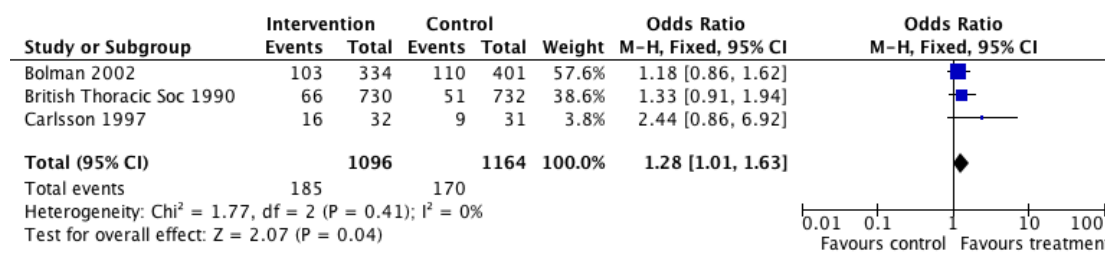 Intervention Control Odds Ratio Odds Ratio
Study or Subgroup Events Total Events Total Weight M-H, Fixed, 95% CI M-H, Fixed, 95% CI
Bolman 2002 103 334 110 401 57.6% 1.18 [0.86, 1.62]
British Thoracic Soc 1990 66 730 51 732 38.6% 1.33 [0.91, 1.94]
Carlsson 1997 16 32 9 31 3.8% 2.44 [0.86, 6.92]
Total (95% CI) 1096 1164 100.0% 1.28 [1.01, 1.63]
Total events 185 170
Heterogeneity: Chi² = 1.77, df = 2 (P = 0.41); I² = 0%
Test for overall effect: Z = 2.07 (P = 0.04)
0.01 0.1 1 10 100
Favours control Favours treatmen